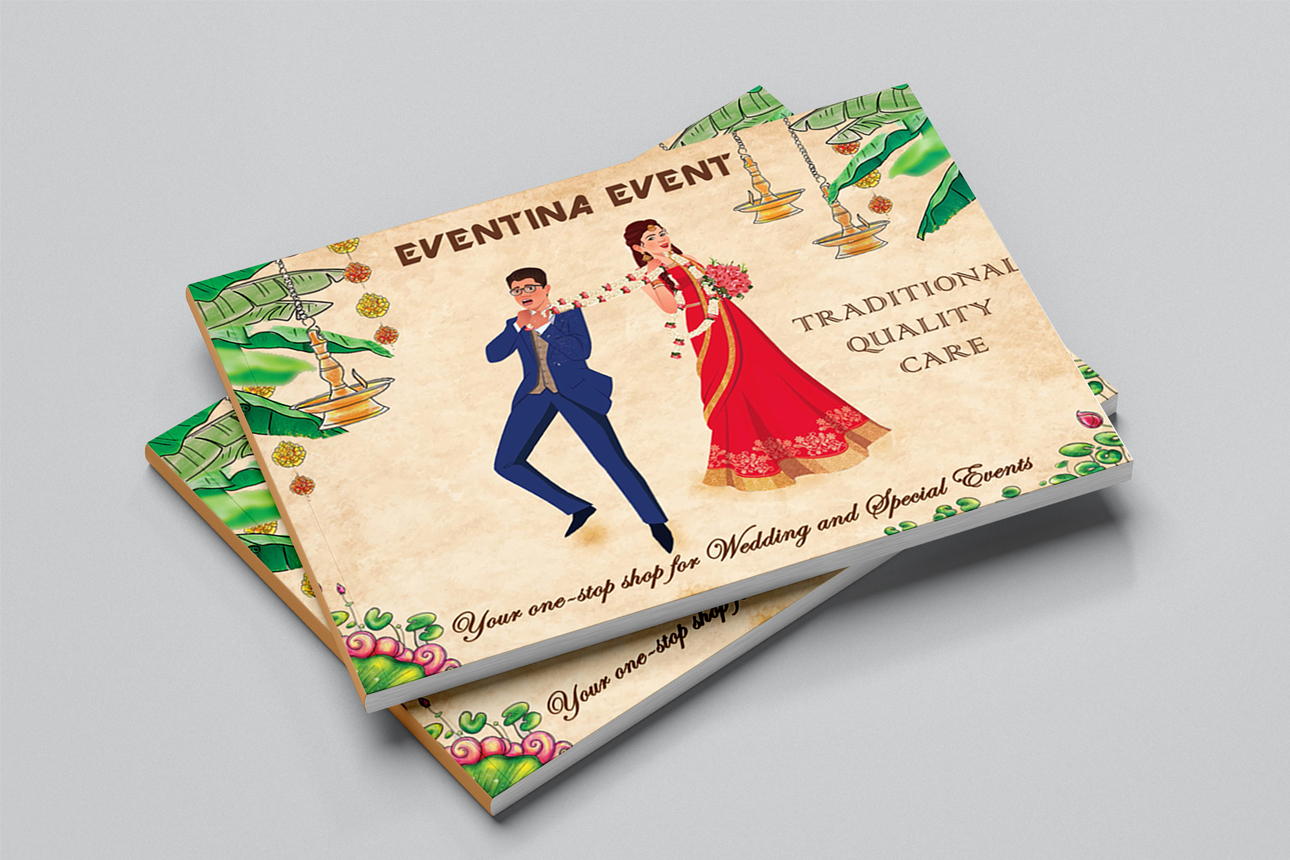 EVENTINA EVENT
TRADITIONAL
QUALITY
CARE
Your one-stop shop for Wedding and Special Events
Your one-stop shop f